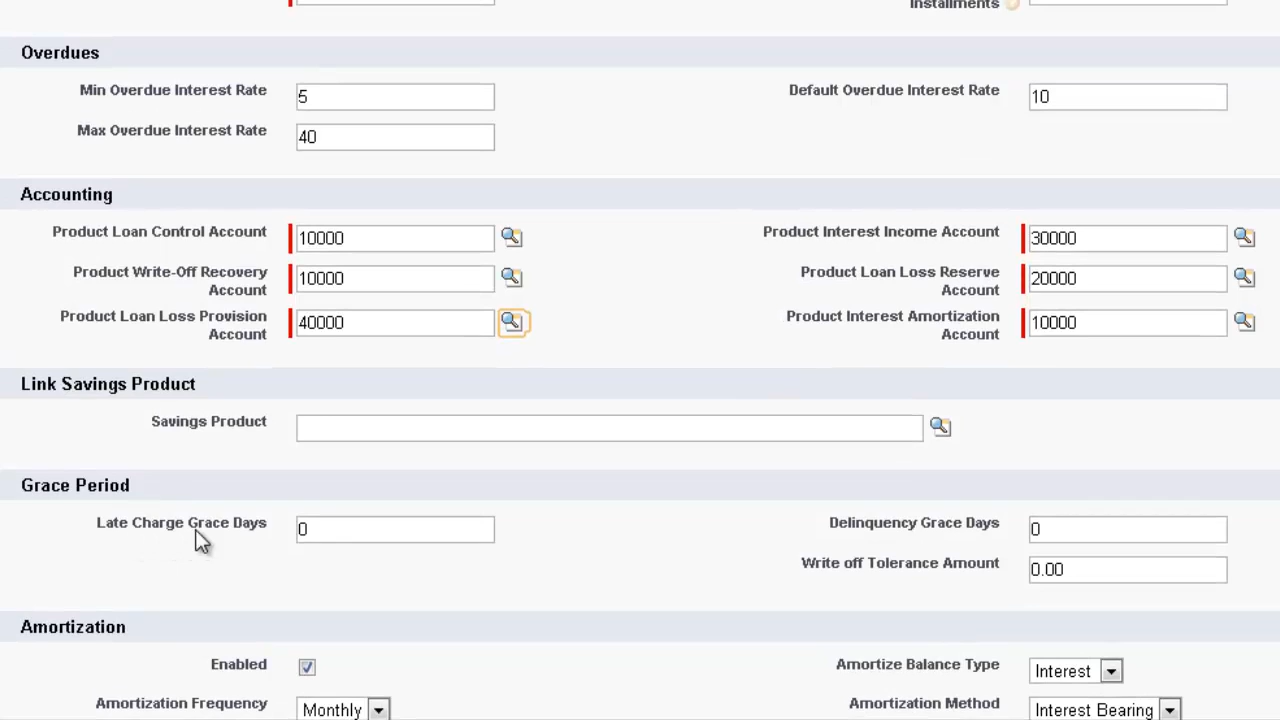 Installments
Overdues
Min Overdue Interest Rate 5 Default Overdue Interest Rate 10
Max Overdue Interest Rate 40
Accounting
Product Loan Control Account 10000 Product Interest Income Account 30000
Product Write-Off Recovery Account 10000 Product Loan Loss Reserve Account 20000
Product Loan Loss Provision Account 40000 Product Interest Amortization Account 10000
Link Savings Product
Savings Product
Grace Period
Late Charge Grace Days 0 Delinquency Grace Days 0
Write off Tolerance Amount 0.00
Amortization
Enabled Amortize Balance Type Interest
Amortization Frequency Monthly Amortization Method Interest Bearing